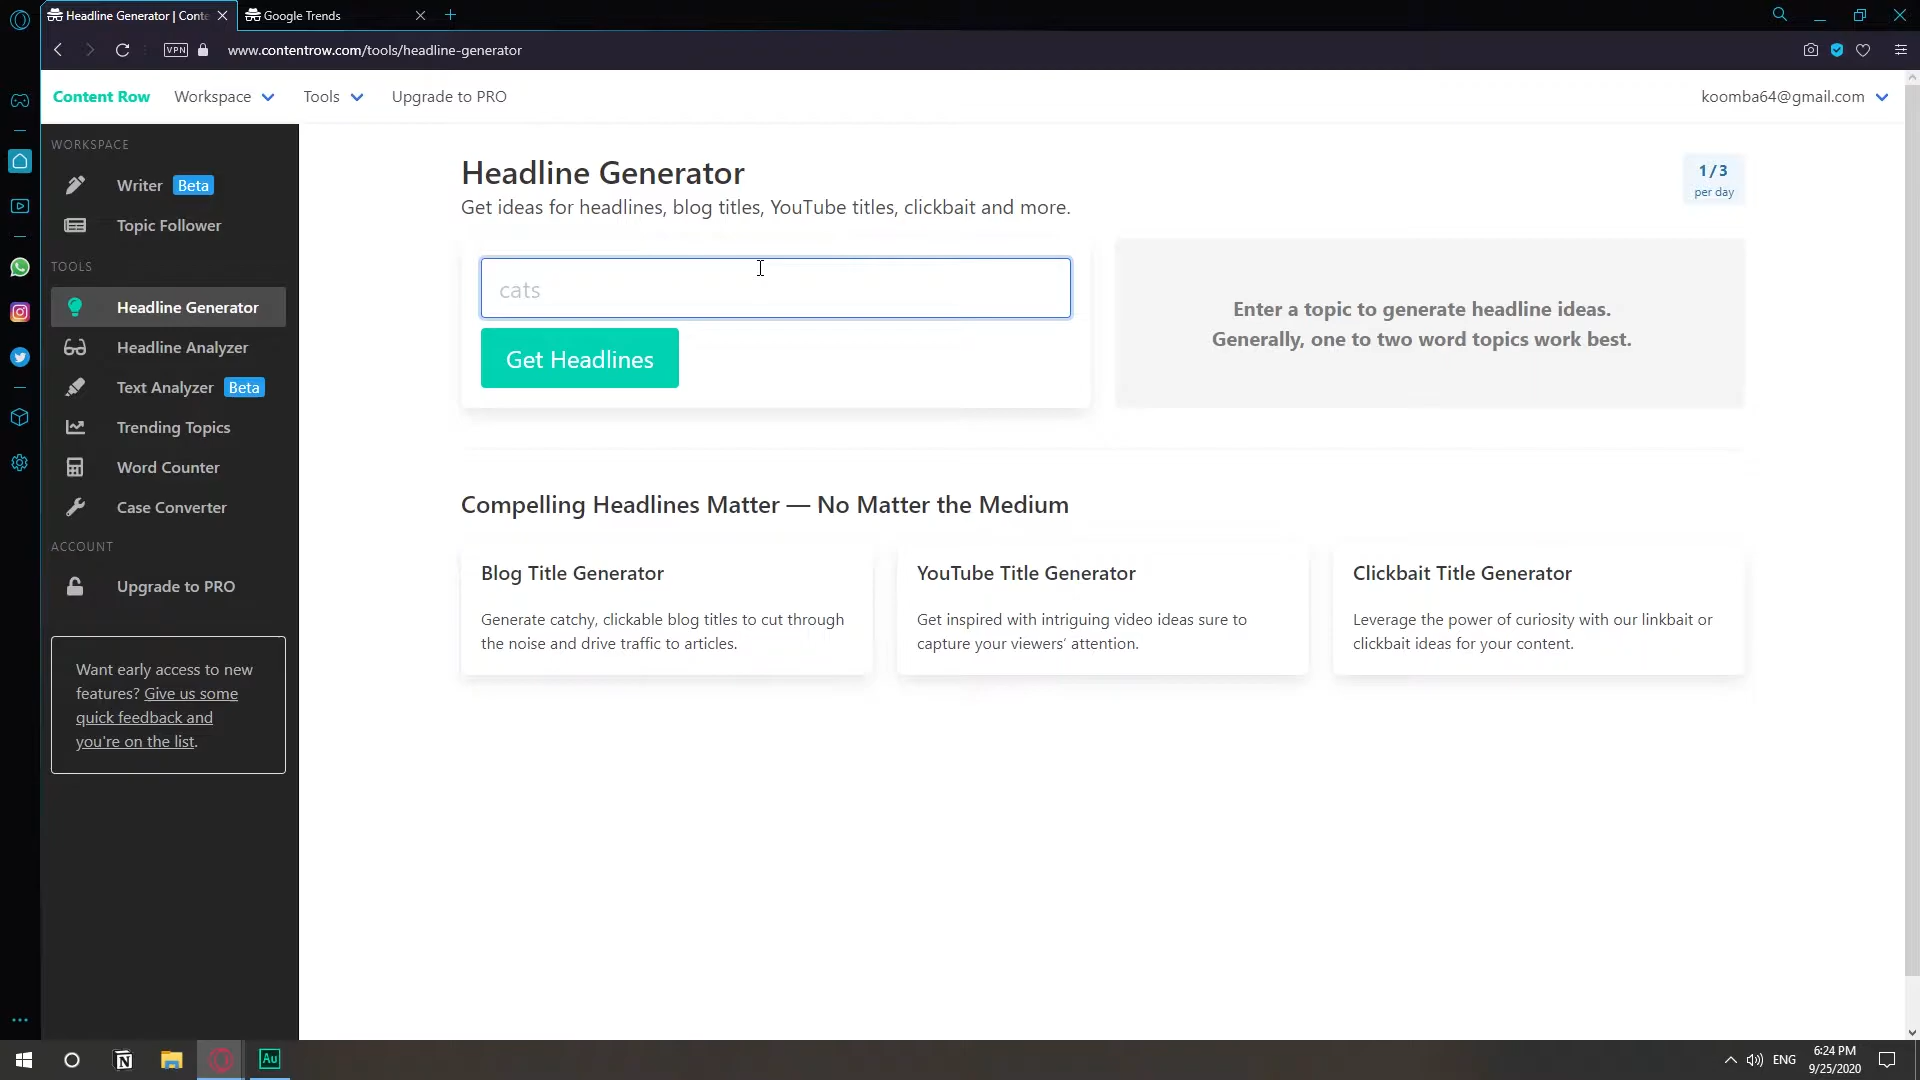 Headline Generator | Conte
Google Trends
VPN
www.contentrow.com/tools/headline-generator
Content Row
Workspace
Tools
Upgrade to PRO
koomba64@gmail.com
WORKSPACE
Writer Beta
Topic Follower
TOOLS
Headline Generator
Headline Analyzer
Text Analyzer Beta
Trending Topics
Word Counter
Case Converter
ACCOUNT
Upgrade to PRO
Want early access to new
features? Give us some
quick feedback and
you're on the list.
Headline Generator
Get ideas for headlines, blog titles, YouTube titles, clickbait and more.
1 / 3
per day
cats
Get Headlines
Enter a topic to generate headline ideas.
Generally, one to two word topics work best.
Compelling Headlines Matter — No Matter the Medium
Blog Title Generator
Generate catchy, clickable blog titles to cut through
the noise and drive traffic to articles.
YouTube Title Generator
Get inspired with intriguing video ideas sure to
capture your viewers’ attention.
Clickbait Title Generator
Leverage the power of curiosity with our linkbait or
clickbait ideas for your content.
Au
ENG
6:24 PM
9/25/2020